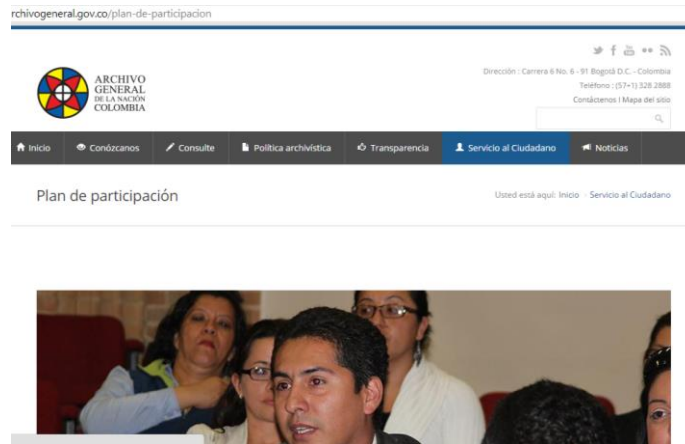 rchivogeneral.gov.co/plan-de-participacion
Dirección : Carrera 6 No. 6 - 91 Bogotá D.C. - Colombia
ARCHIVO
GENERAL
DE LA NACIÓN
COLOMBIA
Teléfono : (57+1) 328 2888
Contáctenos | Mapa del sitio
Inicio Conózcanos Consulte Política archivística Transparencia Servicio al Ciudadano Noticias
Plan de participación
Usted está aquí: Inicio Servicio al Ciudadano